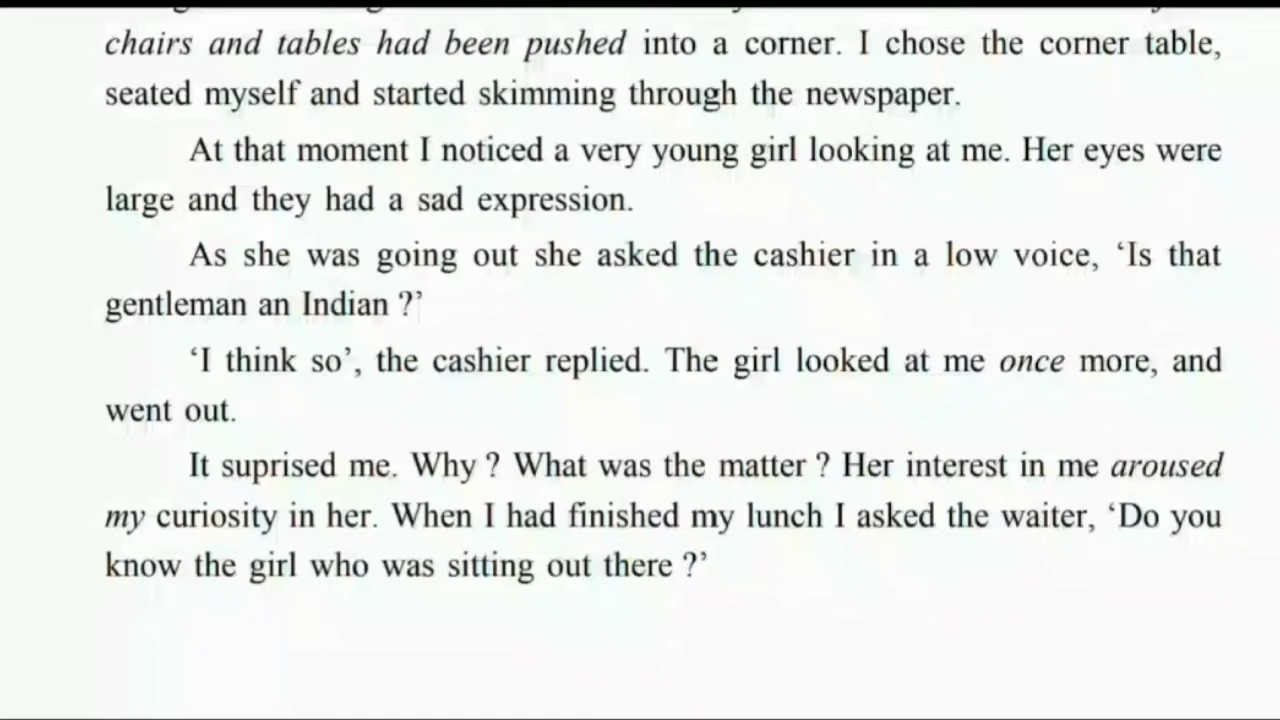 chairs and tables had been pushed into a corner. I chose the corner table,
seated myself and started skimming through the newspaper.
At that moment I noticed a very young girl looking at me. Her eyes were
large and they had a sad expression.
As she was going out she asked the cashier in a low voice, ‘Is that
gentleman an Indian ?’
‘I think so’, the cashier replied. The girl looked at me once more, and
went out.
It suprised me. Why ? What was the matter ? Her interest in me aroused
my curiosity in her. When I had finished my lunch I asked the waiter, ‘Do you
know the girl who was sitting out there ?’